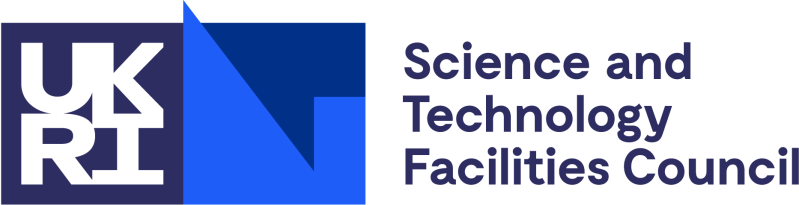 UK
RI
Science and
Technology
Facilities Council